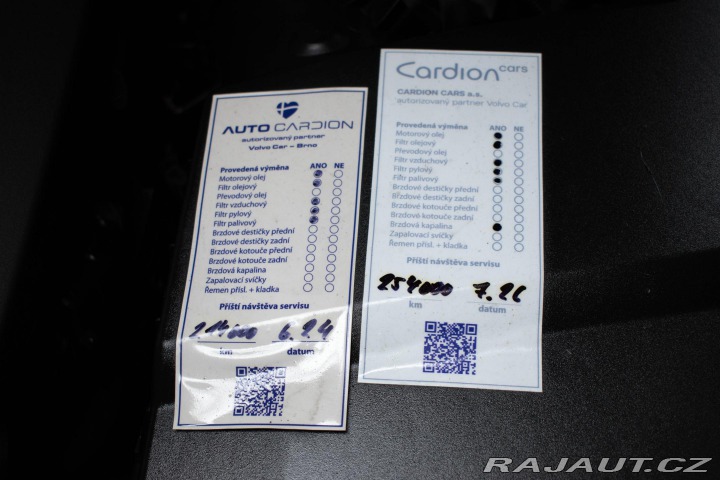 AUTO CARDION
autorizovaný partner
Volvo Car – Brno
Provedená výměna ANO NE
Motorový olej
Filtr olejový
Převodový olej
Filtr vzduchový
Filtr pylový
Filtr palivový
Brzdové destičky přední
Brzdové destičky zadní
Brzdové kotouče přední
Brzdové kotouče zadní
Brzdová kapalina
Zapalovací svíčky
Řemen přísl. + kladka
Příští návštěva servisu
214000 6.24
km datum
Cardion cars
CARDION CARS a.s.
autorizovaný partner Volvo Car
Provedená výměna ANO NE
Motorový olej
Filtr olejový
Převodový olej
Filtr vzduchový
Filtr pylový
Filtr palivový
Brzdové destičky přední
Brzdové destičky zadní
Brzdové kotouče přední
Brzdové kotouče zadní
Brzdová kapalina
Zapalovací svíčky
Řemen přísl. + kladka
Příští návštěva servisu
254000 7.26
km datum
RAJAUT.CZ